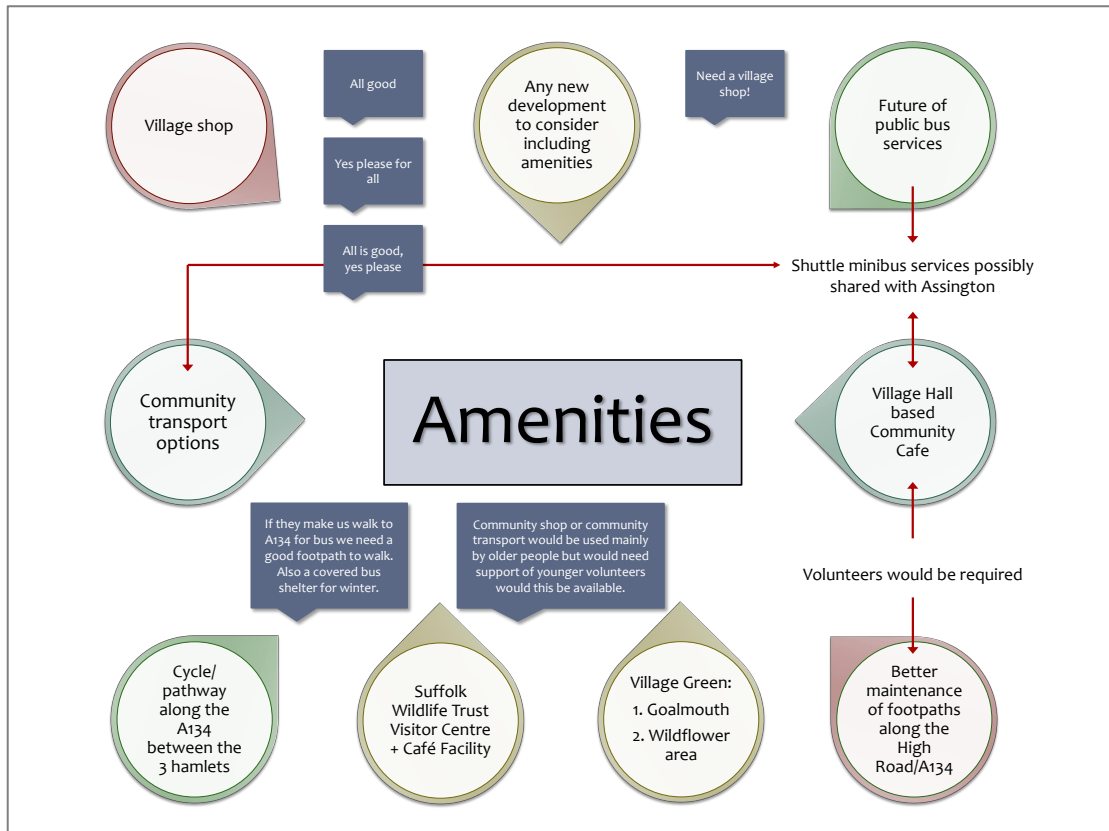 Village shop
All good
Yes please for
all
All is good,
yes please
Any new
development
to consider
including
amenities
Need a village
shop!
Future of
public bus
services
Shuttle minibus services possibly
shared with Assington
Community
transport
options
Amenities
Village Hall
based
Community
Cafe
If they make us walk to
A134 for bus we need a
good footpath to walk.
Also a covered bus
shelter for winter.
Community shop or community
transport would be used mainly
by older people but would need
support of younger volunteers
would this be available.
Volunteers would be required
Cycle/
pathway
along the
A134
between the
3 hamlets
Suffolk
Wildlife Trust
Visitor Centre
+ Café Facility
Village Green:
1. Goalmouth
2. Wildflower
area
Better
maintenance
of footpaths
along the
High
Road/A134